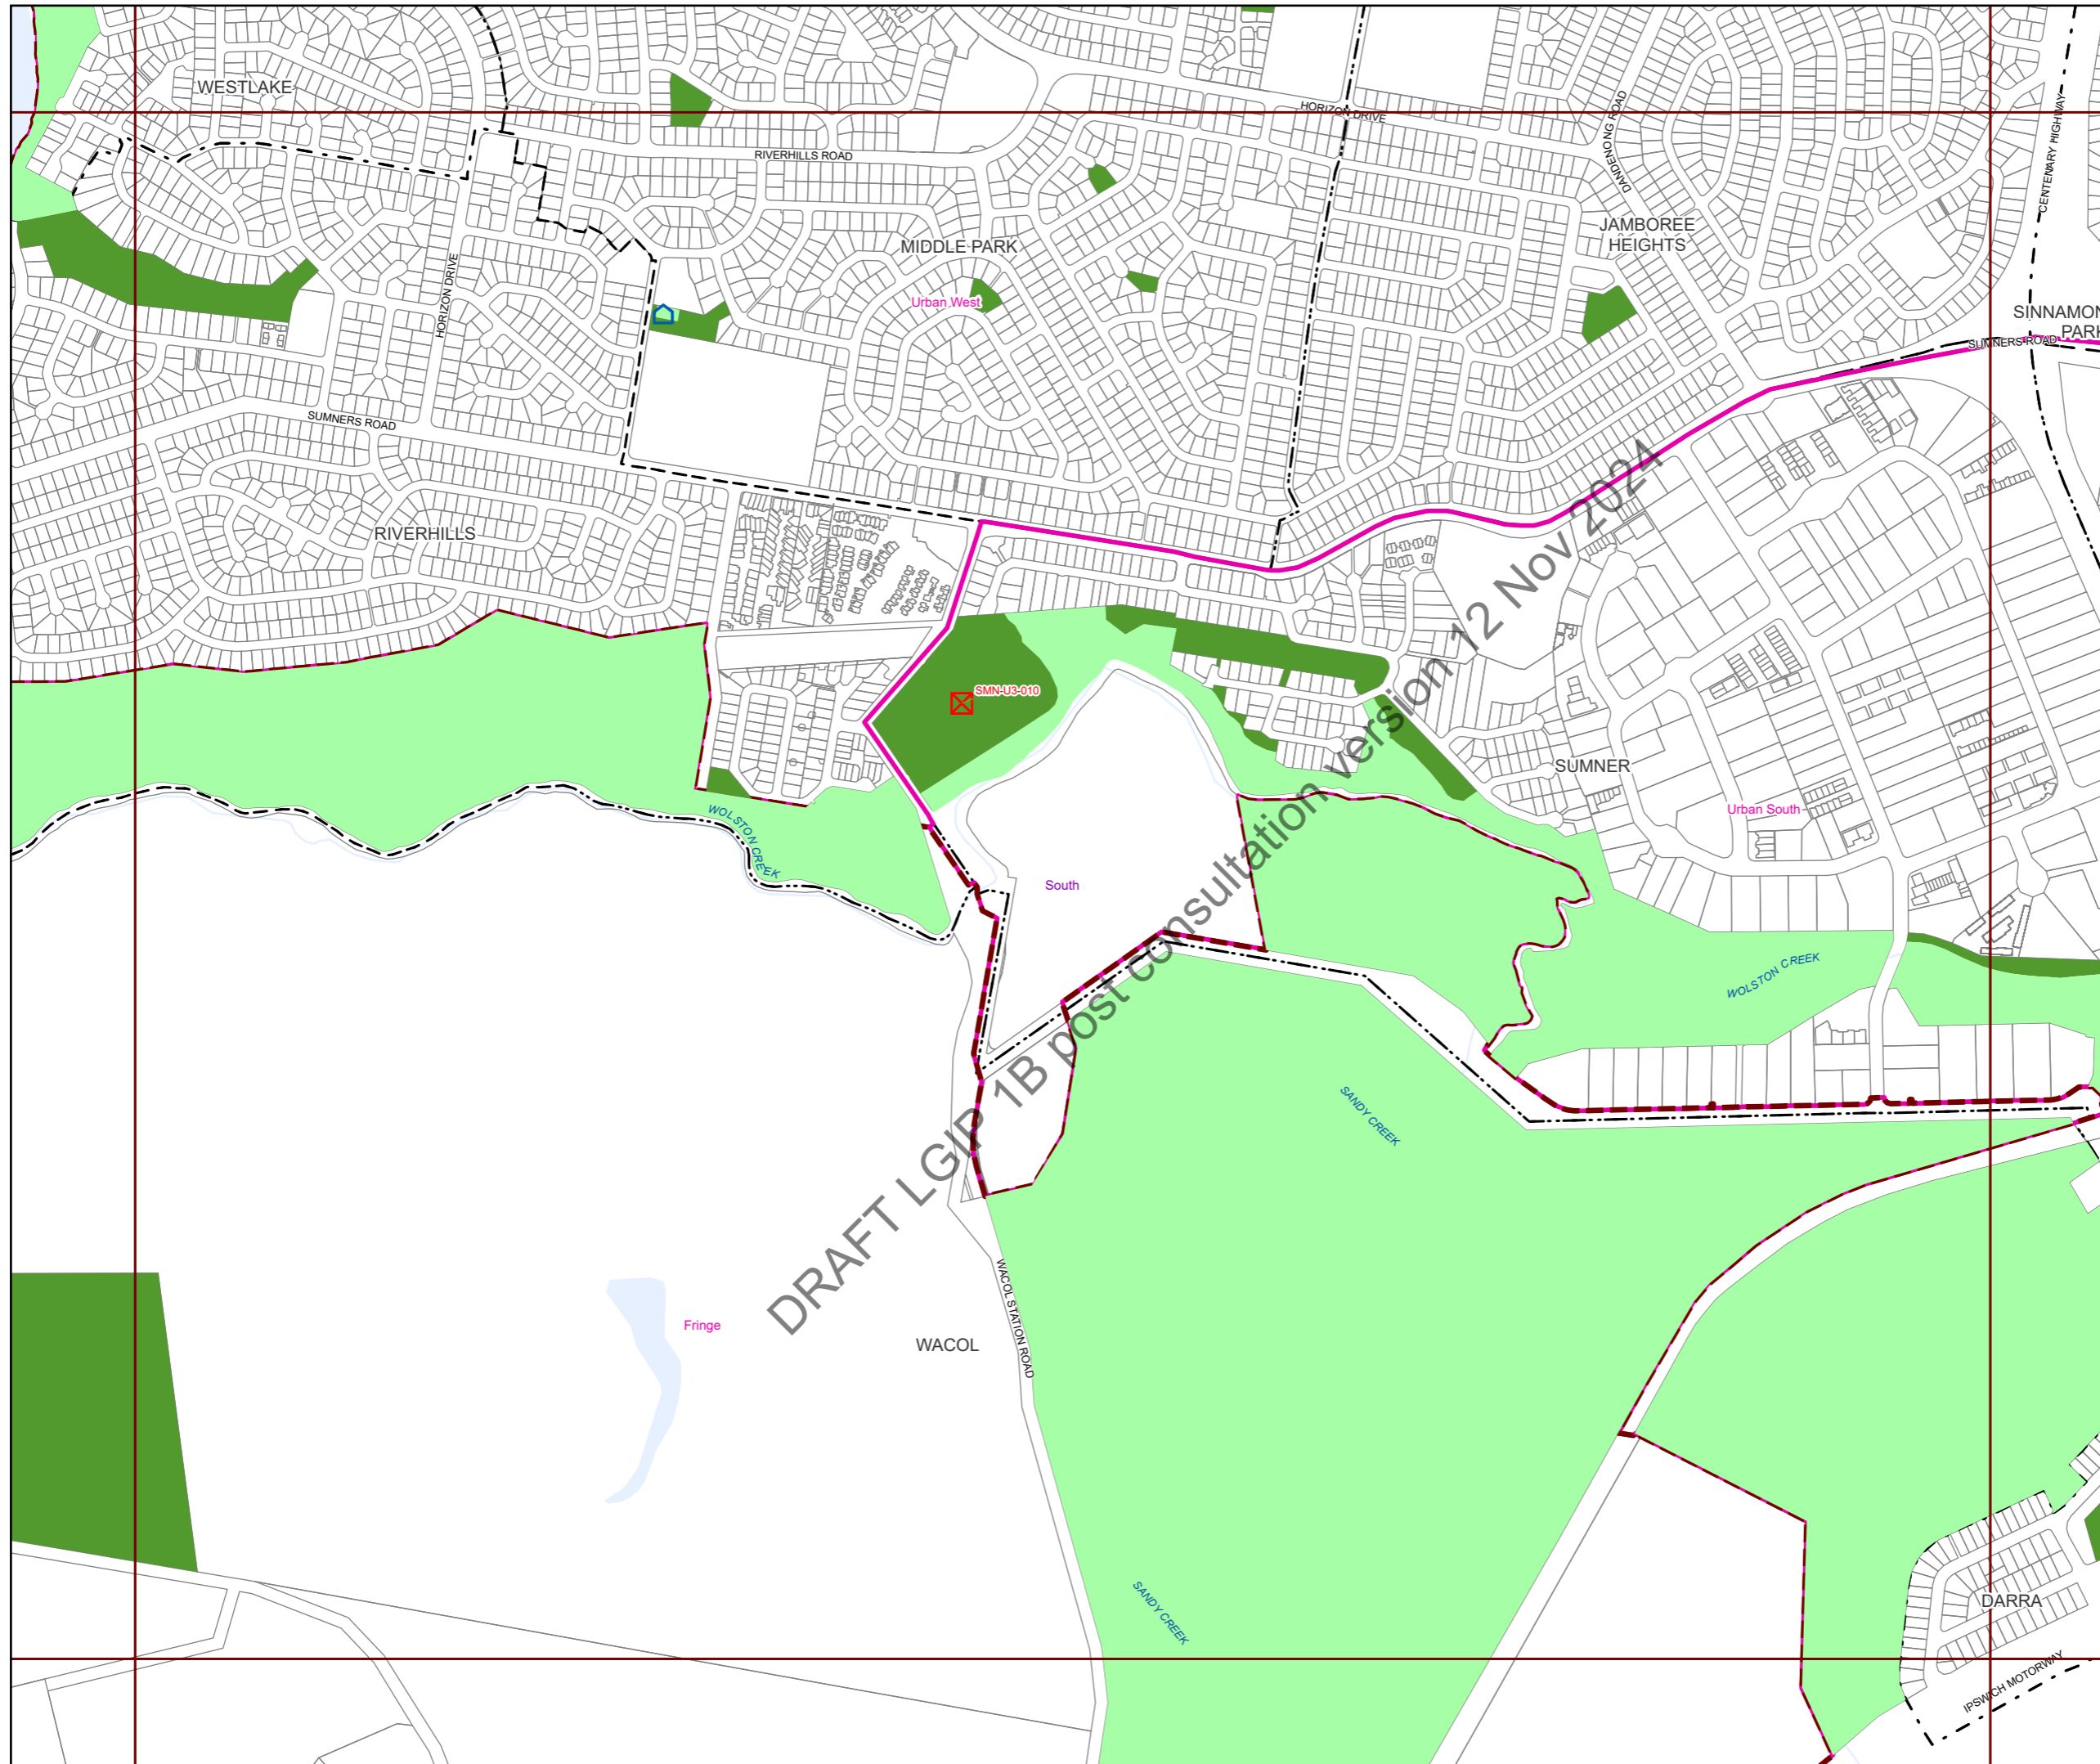 WESTLAKE
HORIZON DRIVE
DANDENONG ROAD
CENTENARY HIGHWAY
RIVERHILLS ROAD
MIDDLE PARK
JAMBOREE
HEIGHTS
HORIZON DRIVE
Urban West
SINNAMON
PARK
SUMNERS ROAD
SUMNERS ROAD
RIVERHILLS
SMN-U3-010
SUMNER
Urban South
WOLSTON CREEK
South
WOLSTON CREEK
DRAFT LGIP 1B post consultation version 12 Nov 2024
SANDY CREEK
WACOL STATION ROAD
Fringe
WACOL
SANDY CREEK
DARRA
IPSWICH MOTORWAY